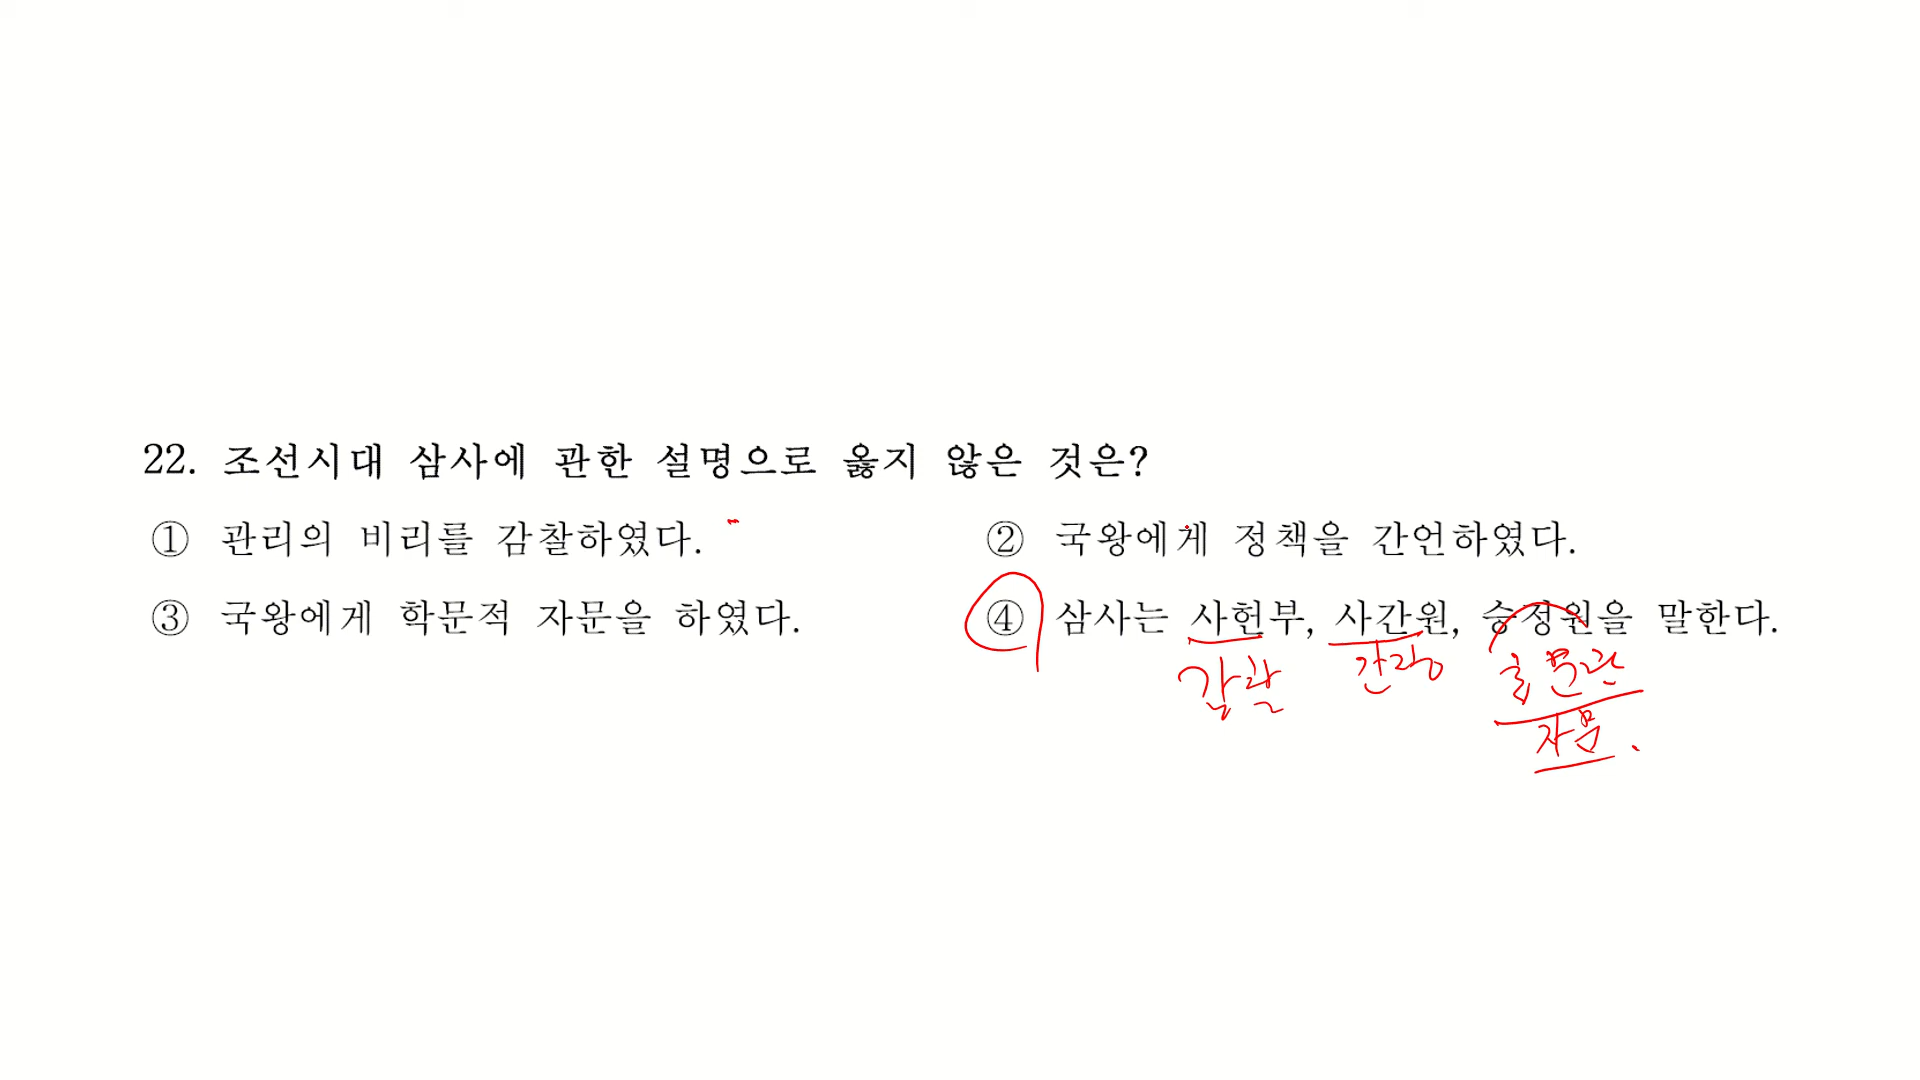 22. 조선시대 삼사에 관한 설명으로 옳지 않은 것은?
① 관리의 비리를 감찰하였다. ② 국왕에게 정책을 간언하였다.
③ 국왕에게 학문적 자문을 하였다. ④ 삼사는 사헌부, 사간원, 승정원을 말한다.
감찰 간쟁 홍문관
자문.